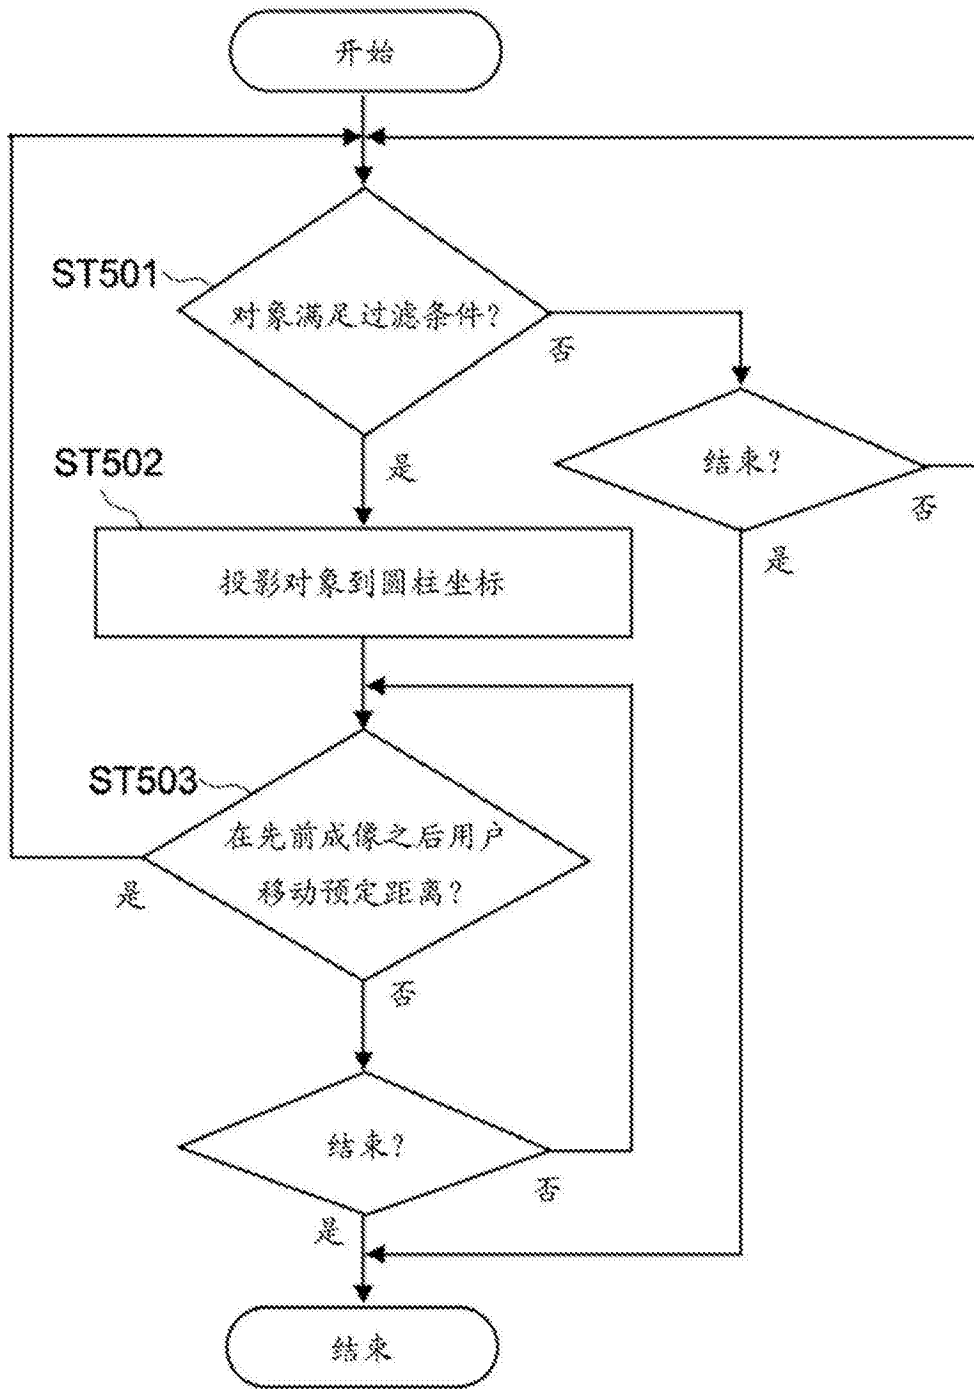 开始
ST501
对象满足过滤条件?
否
是
结束?
否
是
ST502
投影对象到圆柱坐标
ST503
在先前成像之后用户
移动预定距离?
是
否
结束?
否
是
结束